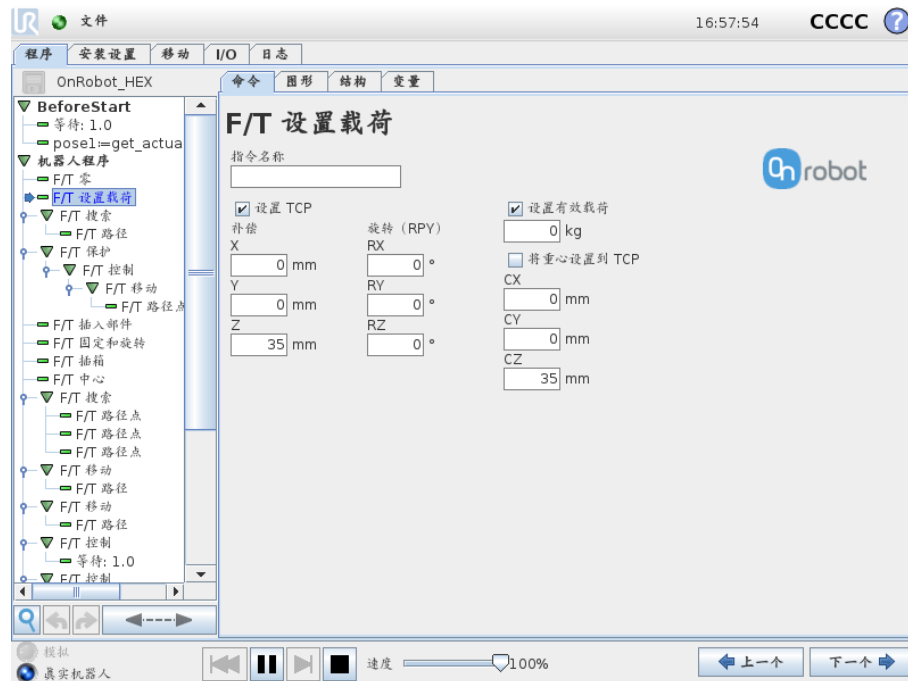 UR 文件 16:57:54 CCCC ?
程序 安装设置 移动 I/O 日志
OnRobot_HEX
命令 图形 结构 变量
BeforeStart
等待: 1.0
pose1≔get_actua
机器人程序
F/T 零
F/T 设置载荷
F/T 搜索
F/T 路径
F/T 保护
F/T 控制
F/T 移动
F/T 路径点
F/T 插入部件
F/T 固定和旋转
F/T 插箱
F/T 中心
F/T 搜索
F/T 路径点
F/T 路径点
F/T 路径点
F/T 移动
F/T 路径
F/T 移动
F/T 路径
F/T 控制
等待: 1.0
F/T 控制
F/T 设置载荷
On robot
指令名称
设置 TCP
补偿 旋转（RPY）
X RX
0 mm 0 °
Y RY
0 mm 0 °
Z RZ
35 mm 0 °
设置有效载荷
0 kg
将重心设置到 TCP
CX
0 mm
CY
0 mm
CZ
35 mm
模拟
真实机器人
速度 100%
上一个 下一个